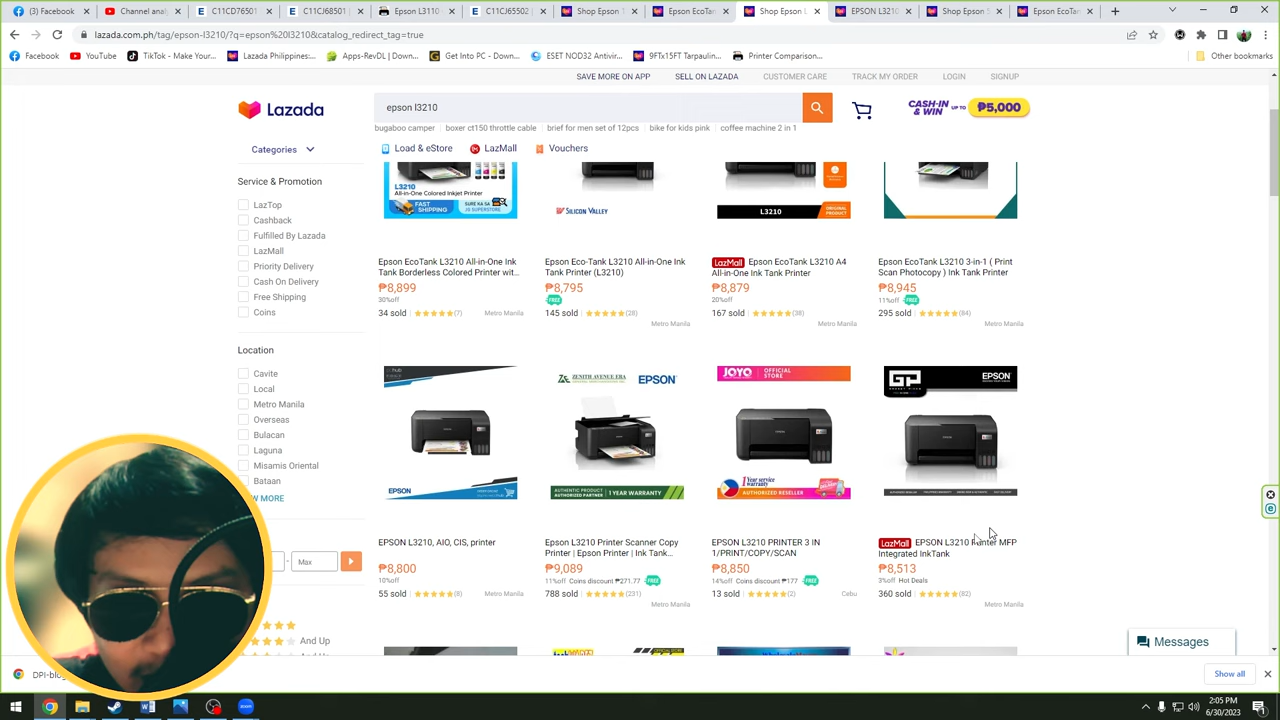 (3) Facebook
Channel analy
C11CD76501
C11CJ68501
Epson L3110
C11CJ65502
Shop Epson
Epson EcoTan
Shop Epson L
EPSON L3210
Shop Epson
Epson EcoTan
lazada.com.ph/tag/epson-l3210/?q=epson%20l3210&catalog_redirect_tag=true
Facebook
YouTube
TikTok - Make Your...
Lazada Philippines:...
Apps-RevDL | Down...
Get Into PC - Down...
ESET NOD32 Antivir...
9FTx15FT Tarpaulin...
Printer Comparison...
Other bookmarks
SAVE MORE ON APP
SELL ON LAZADA
CUSTOMER CARE
TRACK MY ORDER
LOGIN
SIGNUP
Lazada
epson l3210
CASH-IN & WIN UP TO ₱5,000
bugaboo camper
boxer ct150 throttle cable
brief for men set of 12pcs
bike for kids pink
coffee machine 2 in 1
Categories
Load & eStore
LazMall
Vouchers
Service & Promotion
LazTop
Cashback
Fulfilled By Lazada
LazMall
Priority Delivery
Cash On Delivery
Free Shipping
Coins
Location
Cavite
Local
Metro Manila
Overseas
Bulacan
Laguna
Misamis Oriental
Bataan
W MORE
- Max
And Up
L3210
All-in-One Colored Inkjet Printer
FAST SHIPPING
SILICON VALLEY
L3210
ORIGINAL PRODUCT
Epson EcoTank L3210 All-in-One Ink
Tank Borderless Colored Printer wit...
₱8,899
30%off
34 sold
(7)
Metro Manila
Epson Eco-Tank L3210 All-in-One Ink
Tank Printer (L3210)
₱8,795
FREE
145 sold
(28)
Metro Manila
LazMall Epson EcoTank L3210 A4
All-in-One Ink Tank Printer
₱8,879
20%off
167 sold
(38)
Metro Manila
Epson EcoTank L3210 3-in-1 ( Print
Scan Photocopy ) Ink Tank Printer
₱8,945
11%off FREE
295 sold
(84)
Metro Manila
EPSON
EPSON L3210, AIO, CIS, printer
₱8,800
10%off
55 sold
(8)
Metro Manila
ZENITH AVENUE ERA
EPSON
AUTHENTIC PRODUCT
AUTHORIZED PARTNER
1 YEAR WARRANTY
Epson L3210 Printer Scanner Copy
Printer | Epson Printer | Ink Tank...
₱9,089
11%off Coins discount ₱271.77 FREE
788 sold
(231)
Metro Manila
JOYO OFFICIAL STORE
1 Year service warranty
AUTHORIZED RESELLER
EPSON L3210 PRINTER 3 IN
1/PRINT/COPY/SCAN
₱8,850
14%off Coins discount ₱177 FREE
13 sold
(2)
Cebu
GP
EPSON
LazMall EPSON L3210 Printer MFP
Integrated InkTank
₱8,513
3%off Hot Deals
360 sold
(82)
Metro Manila
Messages
Show all
2:05 PM
6/30/2023